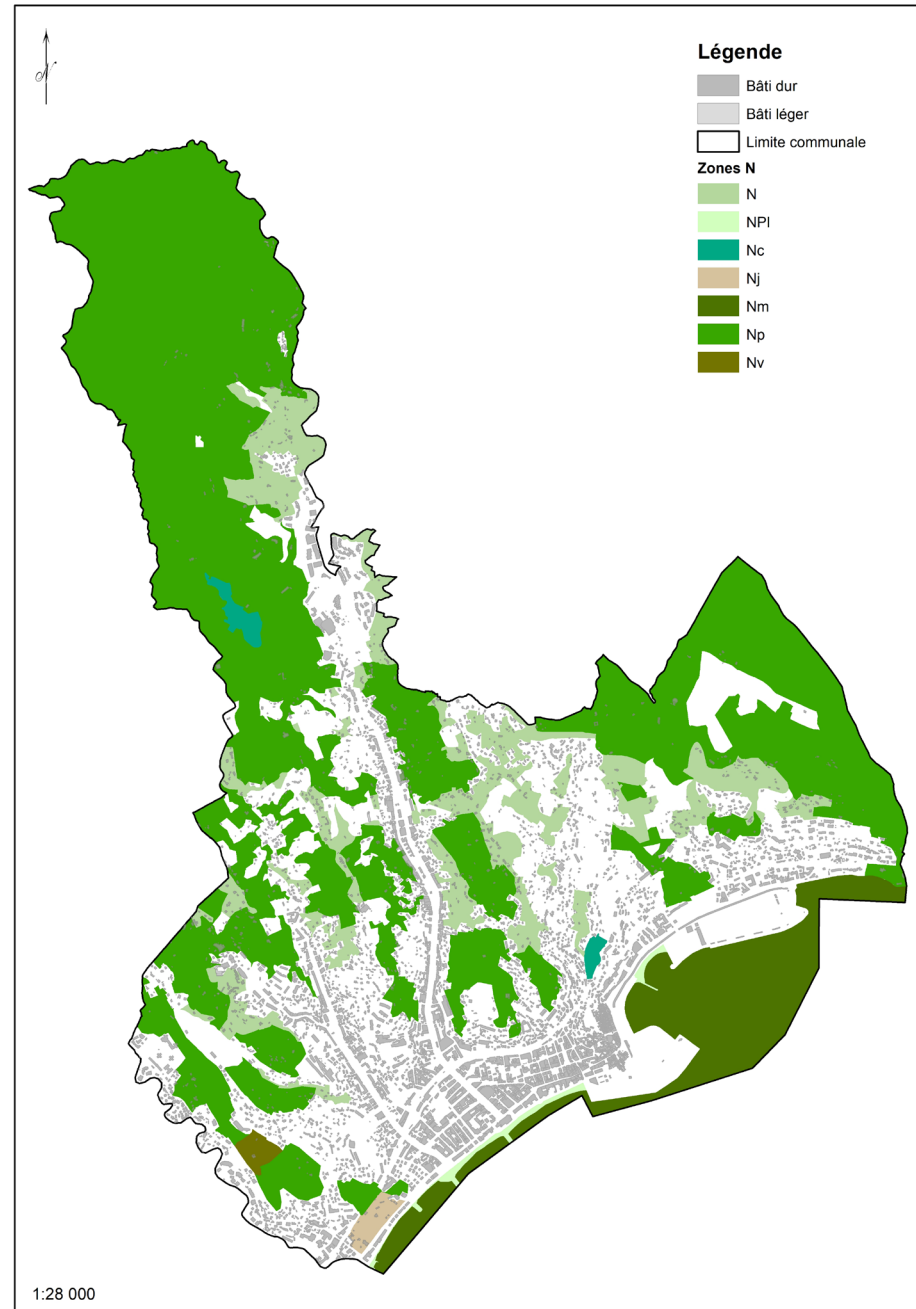 N
Légende
Bâti dur
Bâti léger
Limite communale
Zones N
N
NPl
Nc
Nj
Nm
Np
Nv
1:28 000